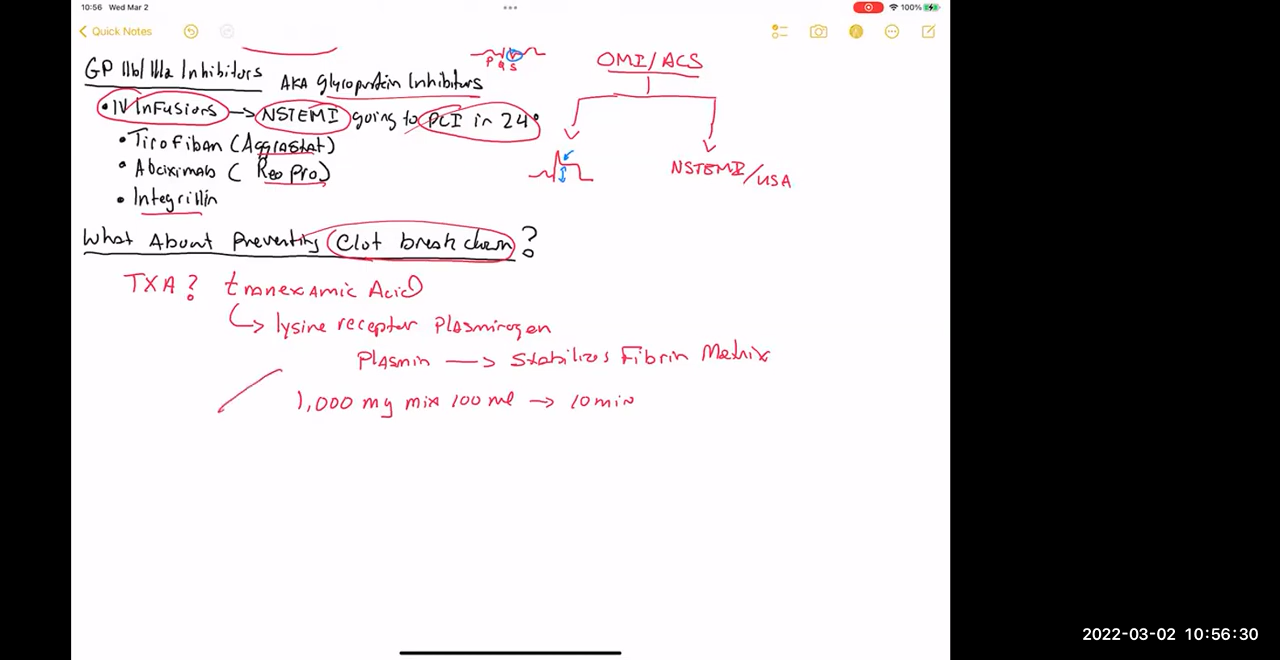 10:56 Wed Mar 2
100%
Quick Notes
P Q S
OMI/ACS
GP IIb/IIIa Inhibitors AKA Glycoprotein Inhibitors
• IV Infusions → NSTEMI going to PCI in 24°
• Tirofiban (Aggrastat)
• Abciximab (ReoPro)
• Integrillin
NSTEMI/USA
What About Preventing Clot break down?
TXA? tranexamic Acid
lysine receptor Plasminogen
Plasmin → Stabilizes Fibrin Matrix
1,000 mg mix 100 ml → 10 min
2022-03-02 10:56:30